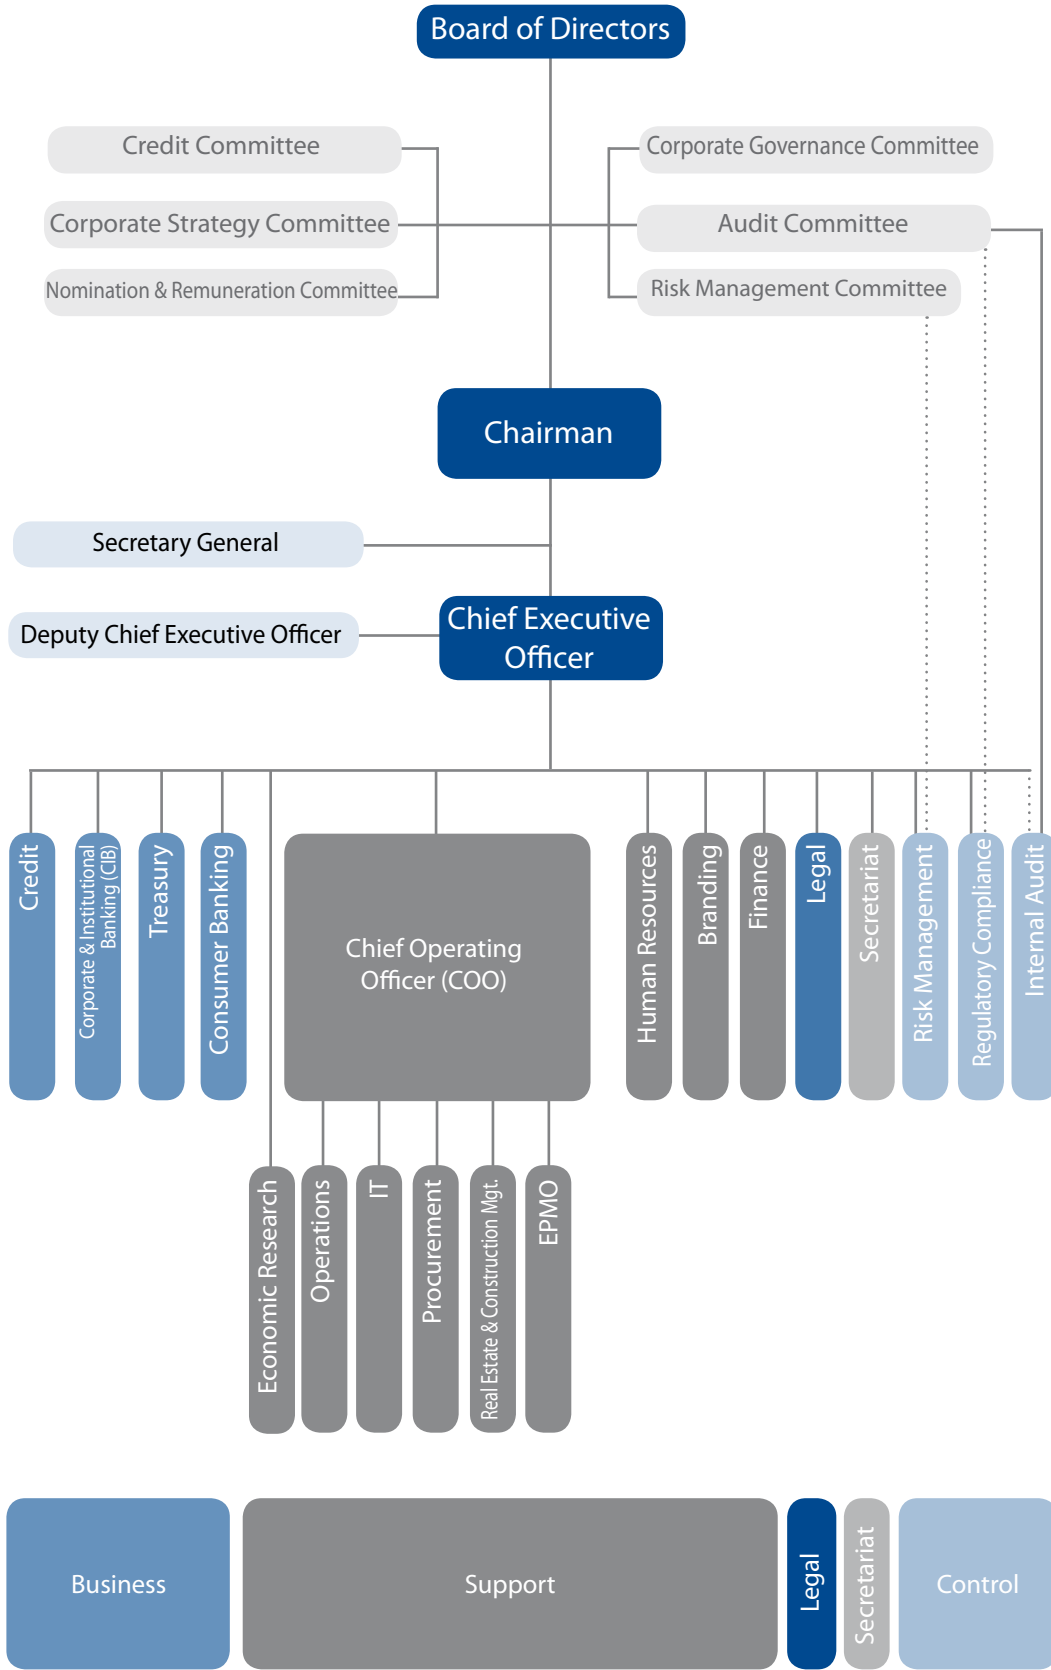 Board of Directors
Credit Committee
Corporate Governance Committee
Corporate Strategy Committee
Audit Committee
Nomination & Remuneration Committee
Risk Management Committee
Chairman
Secretary General
Deputy Chief Executive Officer
Chief Executive
Officer
Credit
Corporate & Institutional
Banking (CIB)
Treasury
Consumer Banking
Chief Operating
Officer (COO)
Human Resources
Branding
Finance
Legal
Secretariat
Risk Management
Regulatory Compliance
Internal Audit
Economic Research
Operations
IT
Procurement
Real Estate & Construction Mgt.
EPMO
Business
Support
Legal
Secretariat
Control